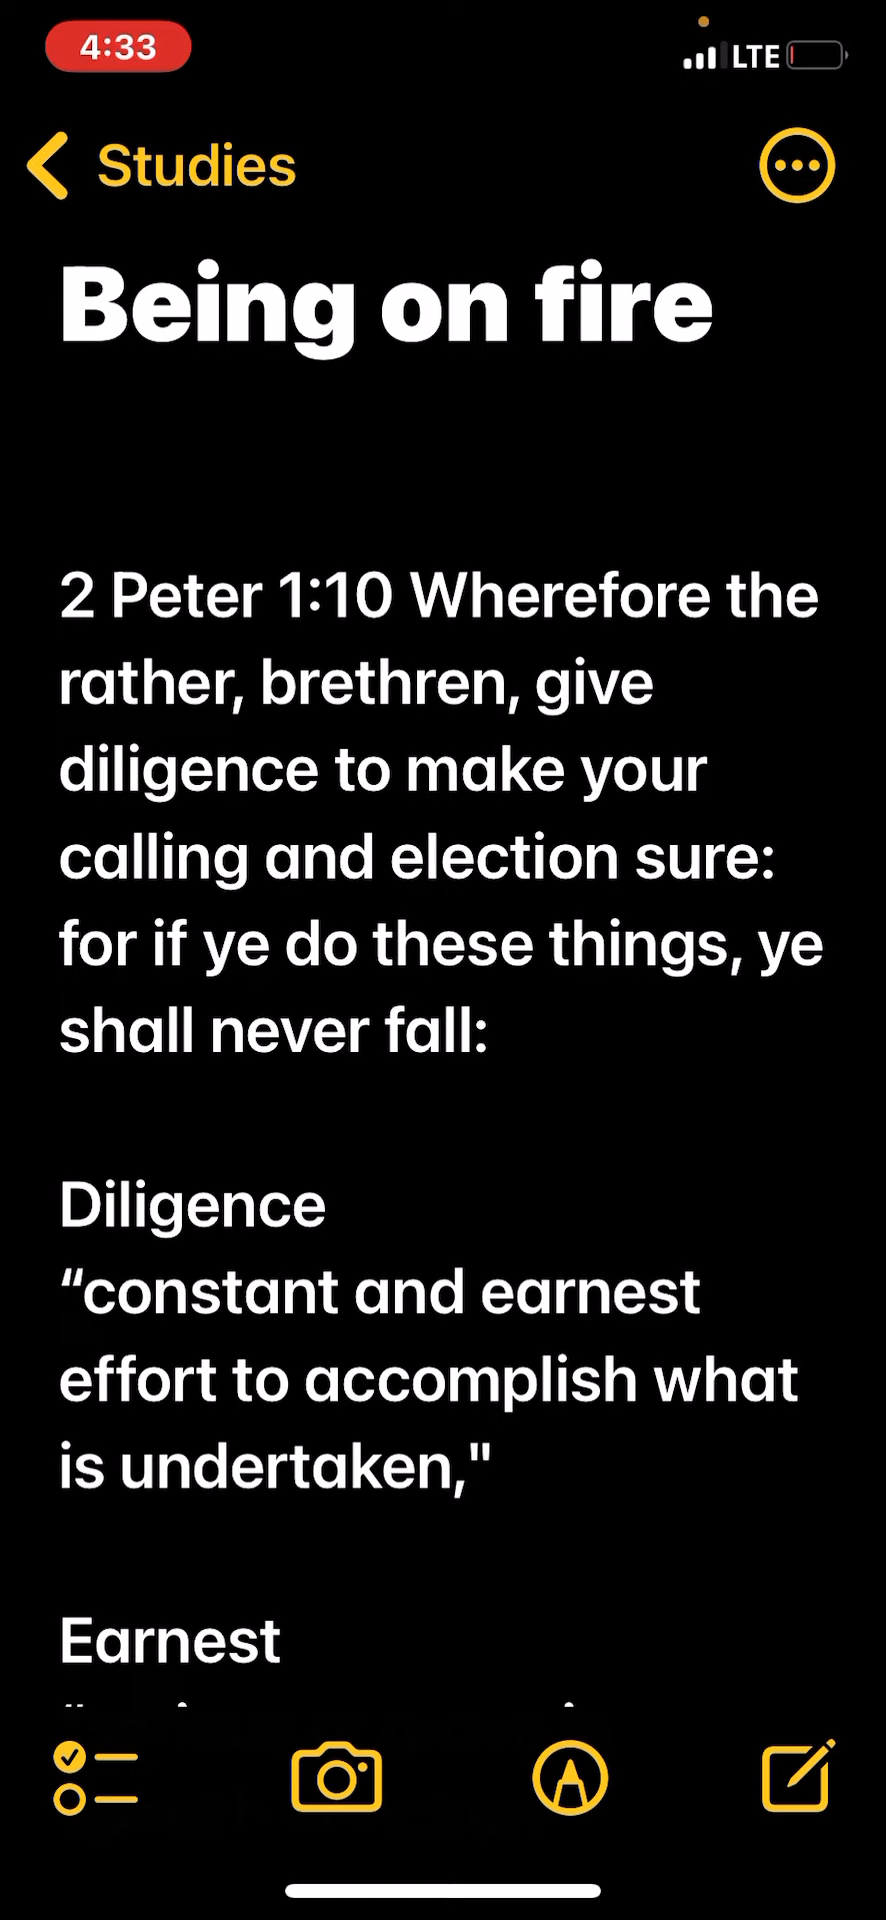 4:33
LTE
Studies
Being on fire
2 Peter 1:10 Wherefore the
rather, brethren, give
diligence to make your
calling and election sure:
for if ye do these things, ye
shall never fall:
Diligence
“constant and earnest
effort to accomplish what
is undertaken,"
Earnest